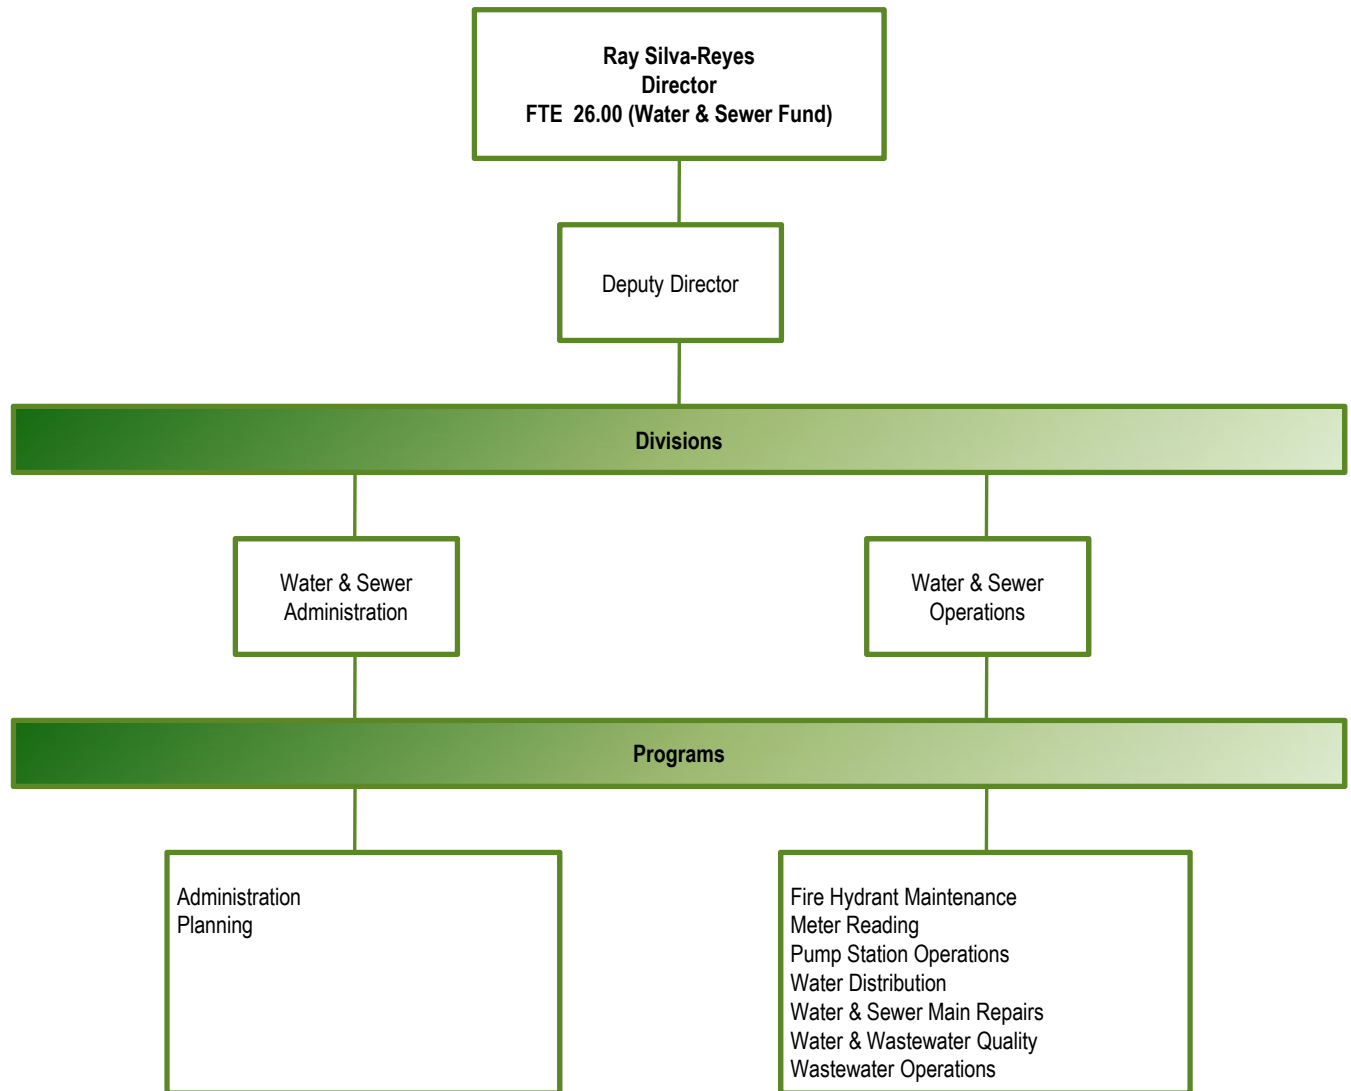 Ray Silva-Reyes
Director
FTE  26.00 (Water & Sewer Fund)
Deputy Director
Divisions
Water & Sewer
Administration
Water & Sewer
Operations
Programs
Administration
Planning
Fire Hydrant Maintenance
Meter Reading
Pump Station Operations
Water Distribution
Water & Sewer Main Repairs
Water & Wastewater Quality
Wastewater Operations